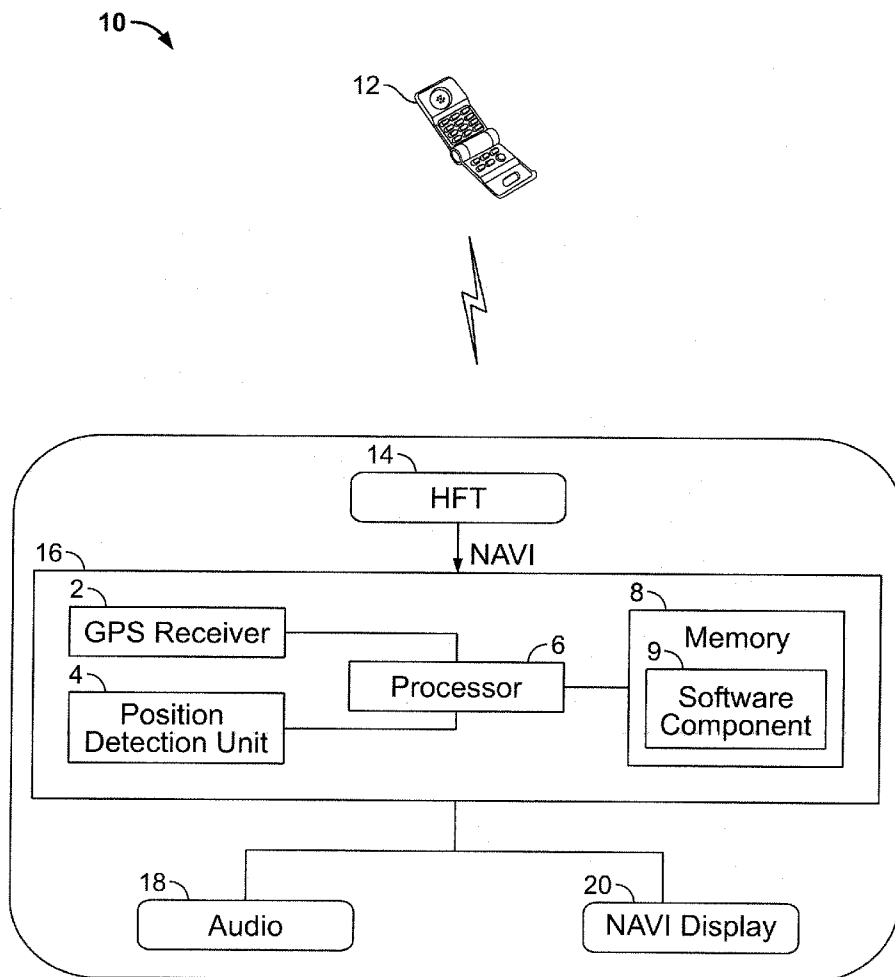 10
12
14
HFT
NAVI
16
2
GPS Receiver
4
Position
Detection Unit
6
Processor
8
Memory
9
Software
Component
18
Audio
20
NAVI Display